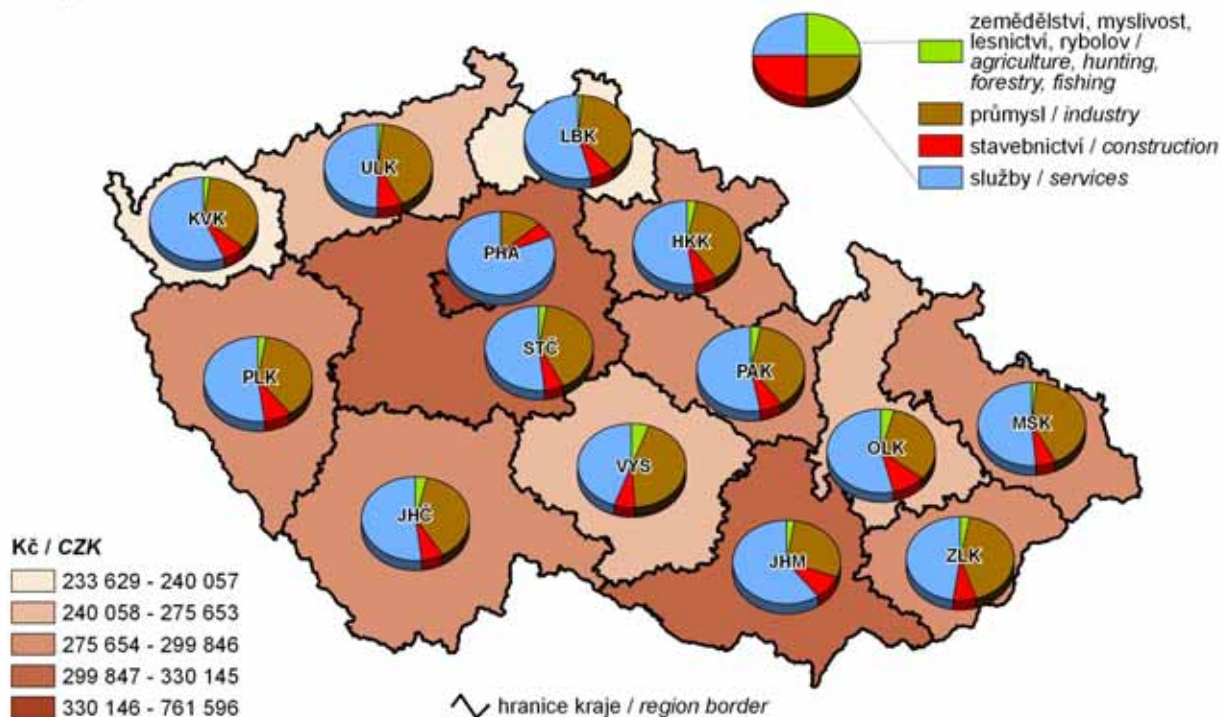 zemědělství, myslivost,
lesnictví, rybolov /
agriculture, hunting,
forestry, fishing
průmysl / industry
stavebnictví / construction
služby / services
LBK
ULK
KVK
HKK
PHA
STČ
PLK
PAK
MSK
OLK
VYS
JHČ
ZLK
JHM
Kč / CZK
233 629 - 240 057
240 058 - 275 653
275 654 - 299 846
299 847 - 330 145
330 146 - 761 596
hranice kraje / region border